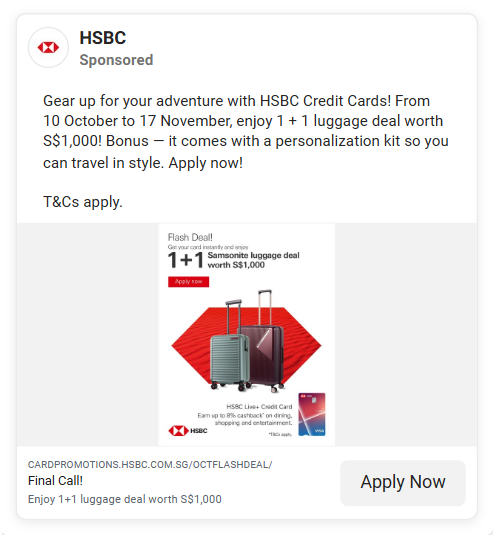 HSBC
Sponsored
Gear up for your adventure with HSBC Credit Cards! From
10 October to 17 November, enjoy 1 + 1 luggage deal worth
S$1,000! Bonus — it comes with a personalization kit so you
can travel in style. Apply now!
T&Cs apply.
Flash Deal!
Get your card instantly and enjoy
1+1 Samsonite luggage deal
worth S$1,000
Apply now
HSBC Live+ Credit Card
Earn up to 8% cashback* on dining,
shopping and entertainment.
HSBC
*T&Cs apply.
VISA
CARDPROMOTIONS.HSBC.COM.SG/OCTFLASHDEAL/
Final Call!
Enjoy 1+1 luggage deal worth S$1,000
Apply Now